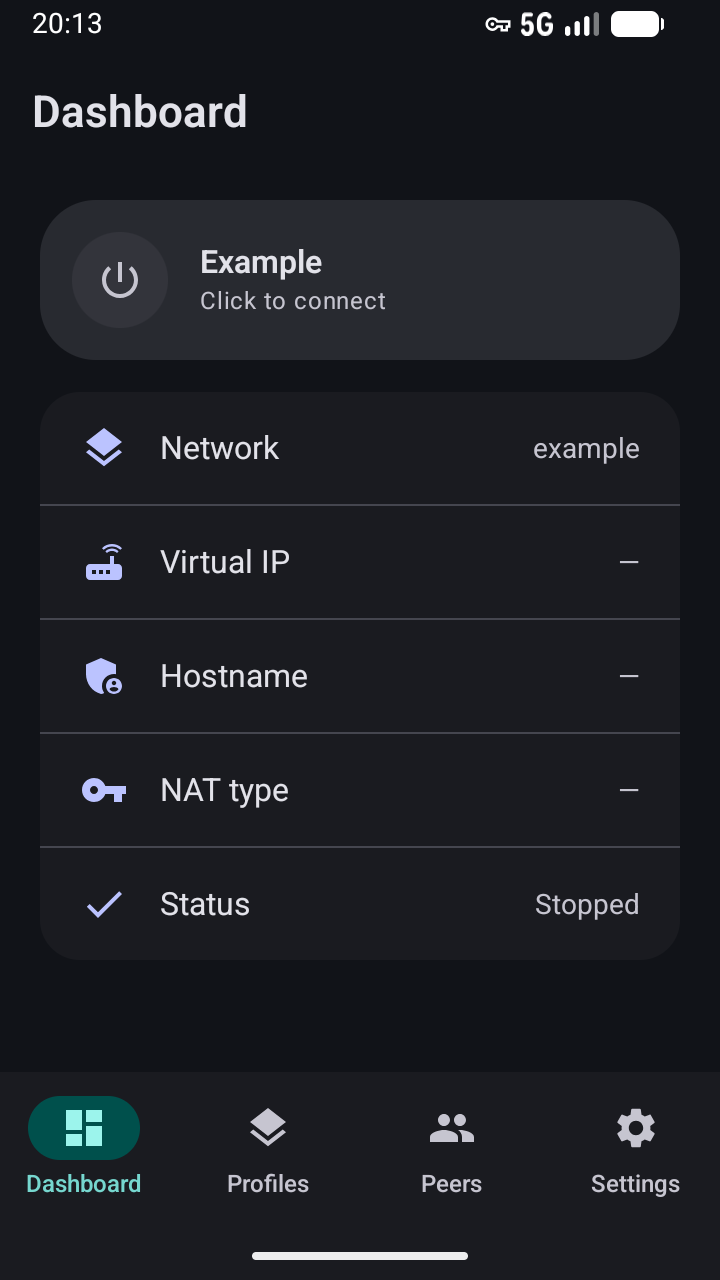 20:13
5G
Dashboard
Example
Click to connect
Network
example
Virtual IP
—
Hostname
—
NAT type
—
Status
Stopped
Dashboard
Profiles
Peers
Settings